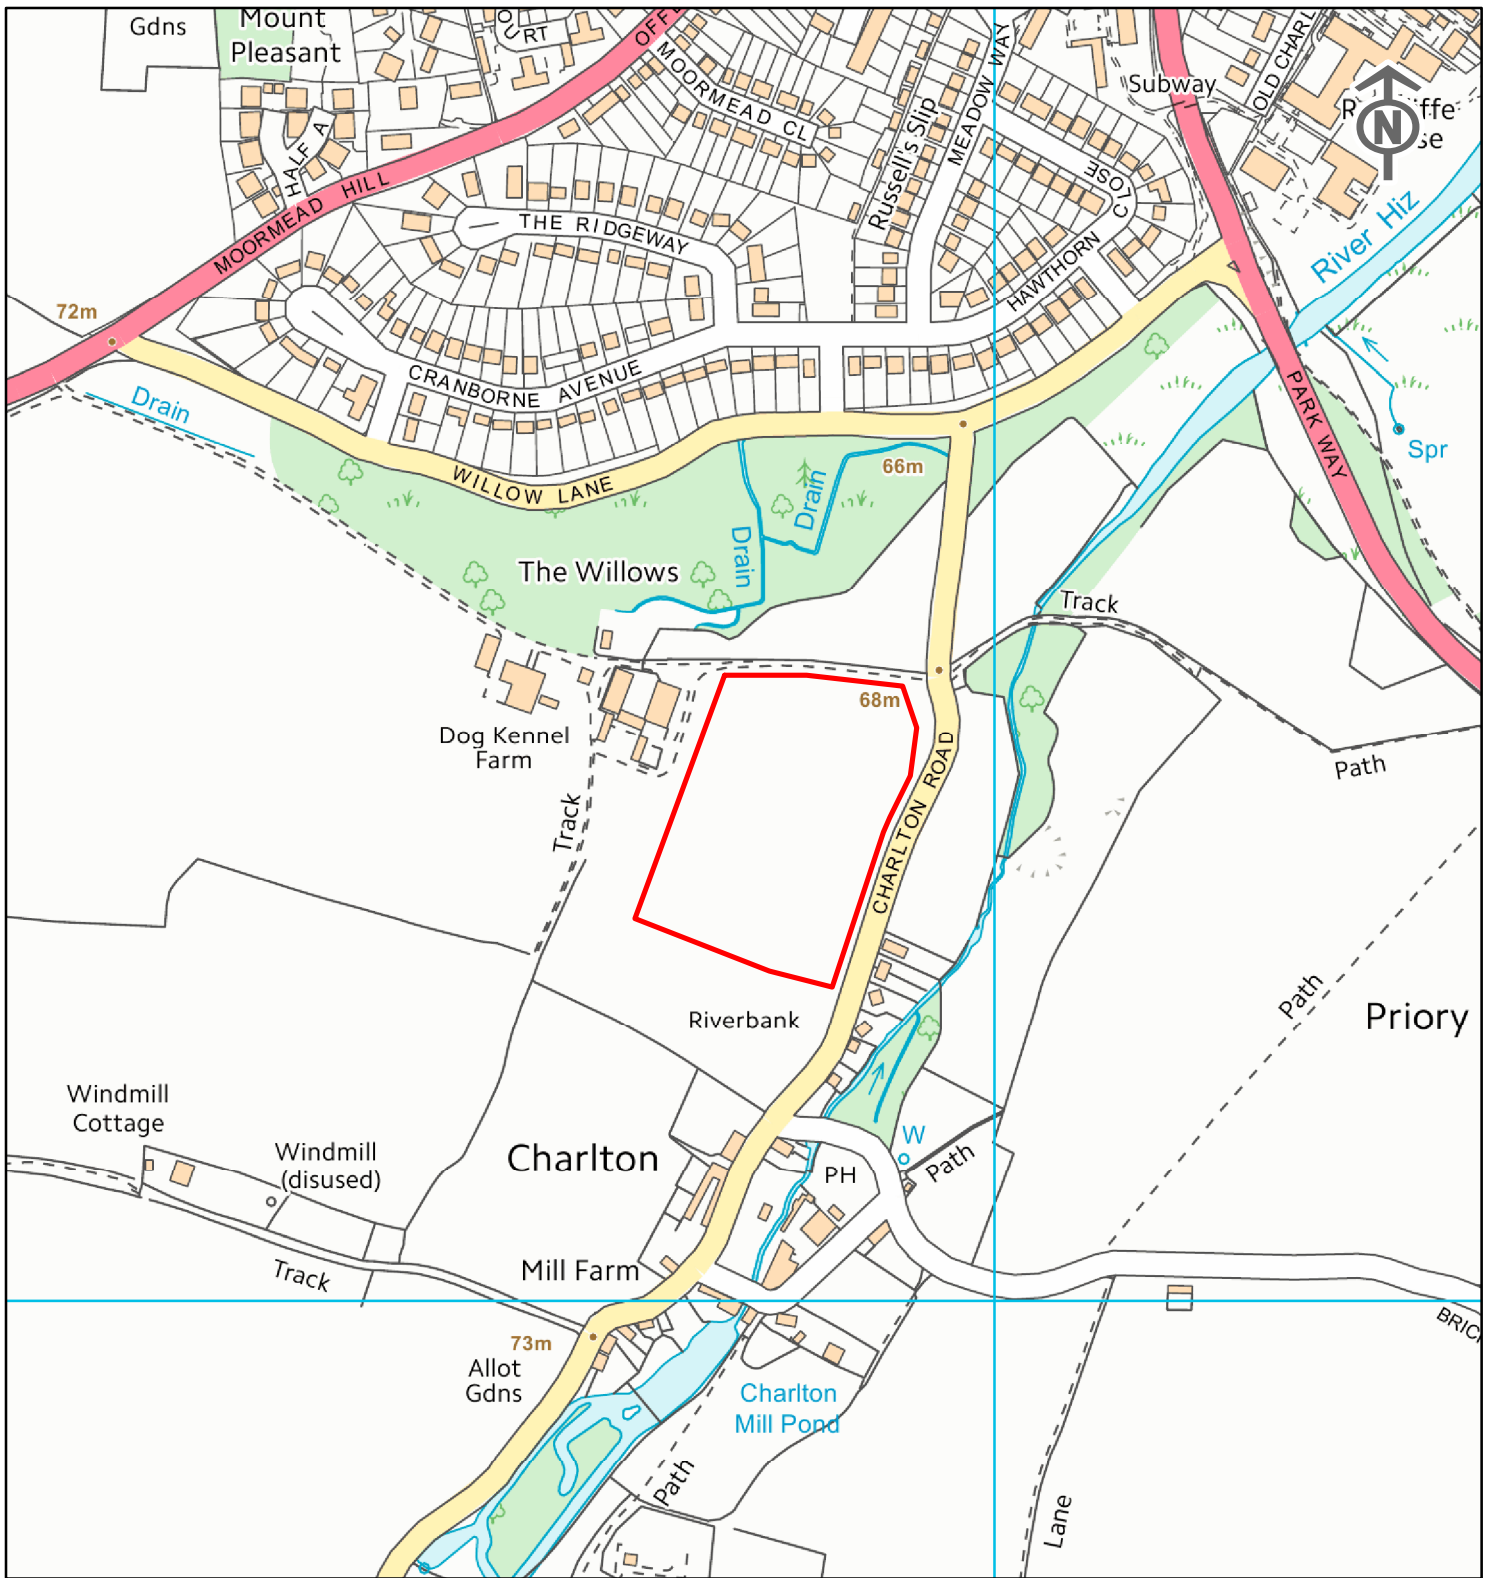 Gdns
Mount
Pleasant
OURT
MOORMEAD CL
Russell's Slip
MEADOW WAY
Subway
N
HALF A
MOORMEAD HILL
THE RIDGEWAY
CLOSE
HAWTHORN
River Hiz
72m
CRANBORNE AVENUE
Drain
PARK WAY
Spr
WILLOW LANE
66m
Drain
Drain
The Willows
Track
68m
Dog Kennel
Farm
CHARLTON ROAD
Path
Track
Path
Priory
Riverbank
Windmill
Cottage
Windmill
(disused)
Charlton
W
Path
PH
Track
Mill Farm
73m
Allot
Gdns
Charlton
Mill Pond
Path
Lane